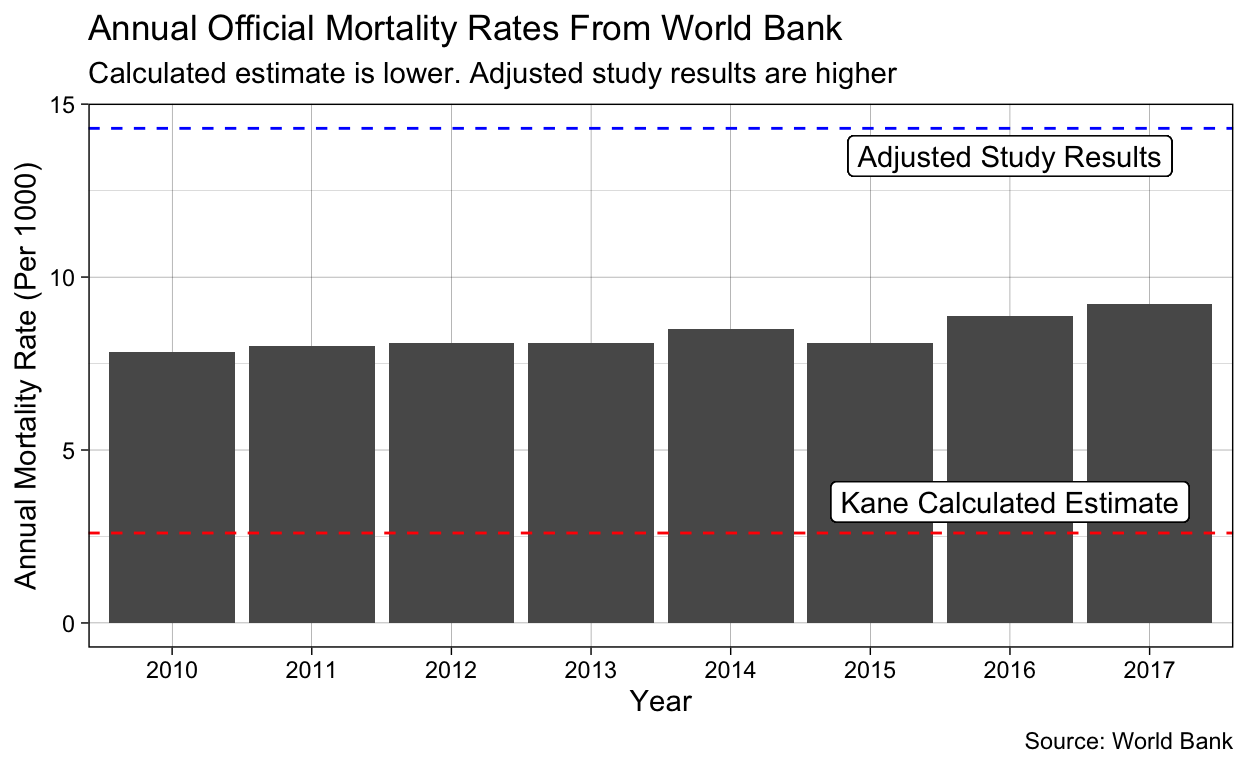 Annual Official Mortality Rates From World Bank
Calculated estimate is lower. Adjusted study results are higher
Annual Mortality Rate (Per 1000)
15
10
5
0
Adjusted Study Results
Kane Calculated Estimate
2010 2011 2012 2013 2014 2015 2016 2017
Year
Source: World Bank